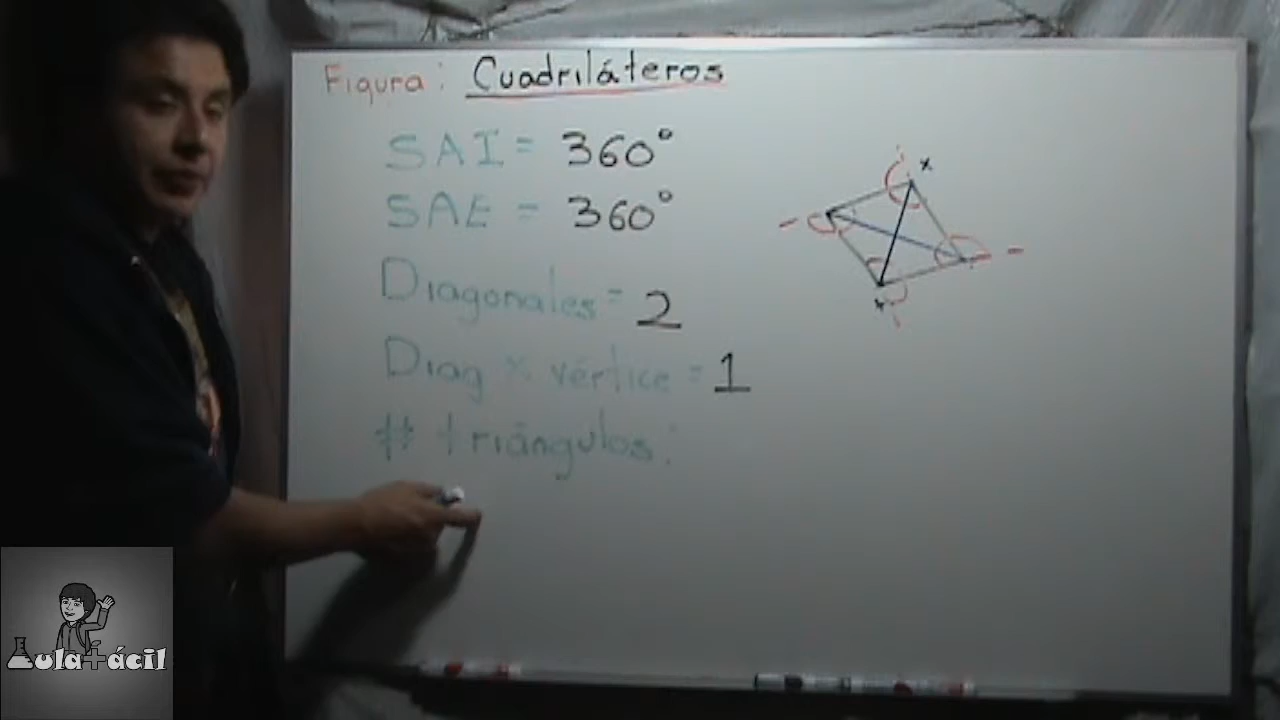 Figura: Cuadriláteros
SAI = 360°
SAE = 360°
Diagonales = 2
Diag x vértice = 1
# triángulos:
x
x
Aula+ácil